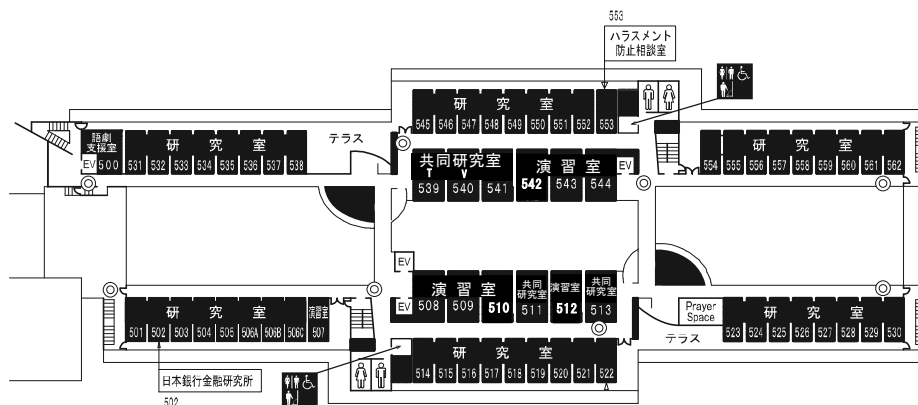 553
ハラスメント
防止相談室
研究室
545 546 547 548 549 550 551 552 553
語劇
支援室
EV 500
研究室
531 532 533 534 535 536 537 538
テラス
共同研究室
T V
539 540 541
演習室
542 543 544
EV
研究室
554 555 556 557 558 559 560 561 562
EV
EV
演習室
508 509 510
共同
研究室
511
演習室
512
共同
研究室
513
研究室
501 502 503 504 505 506A 506B 506C
演習室
507
Prayer
Space
テラス
研究室
523 524 525 526 527 528 529 530
研究室
514 515 516 517 518 519 520 521 522
日本銀行金融研究所
502